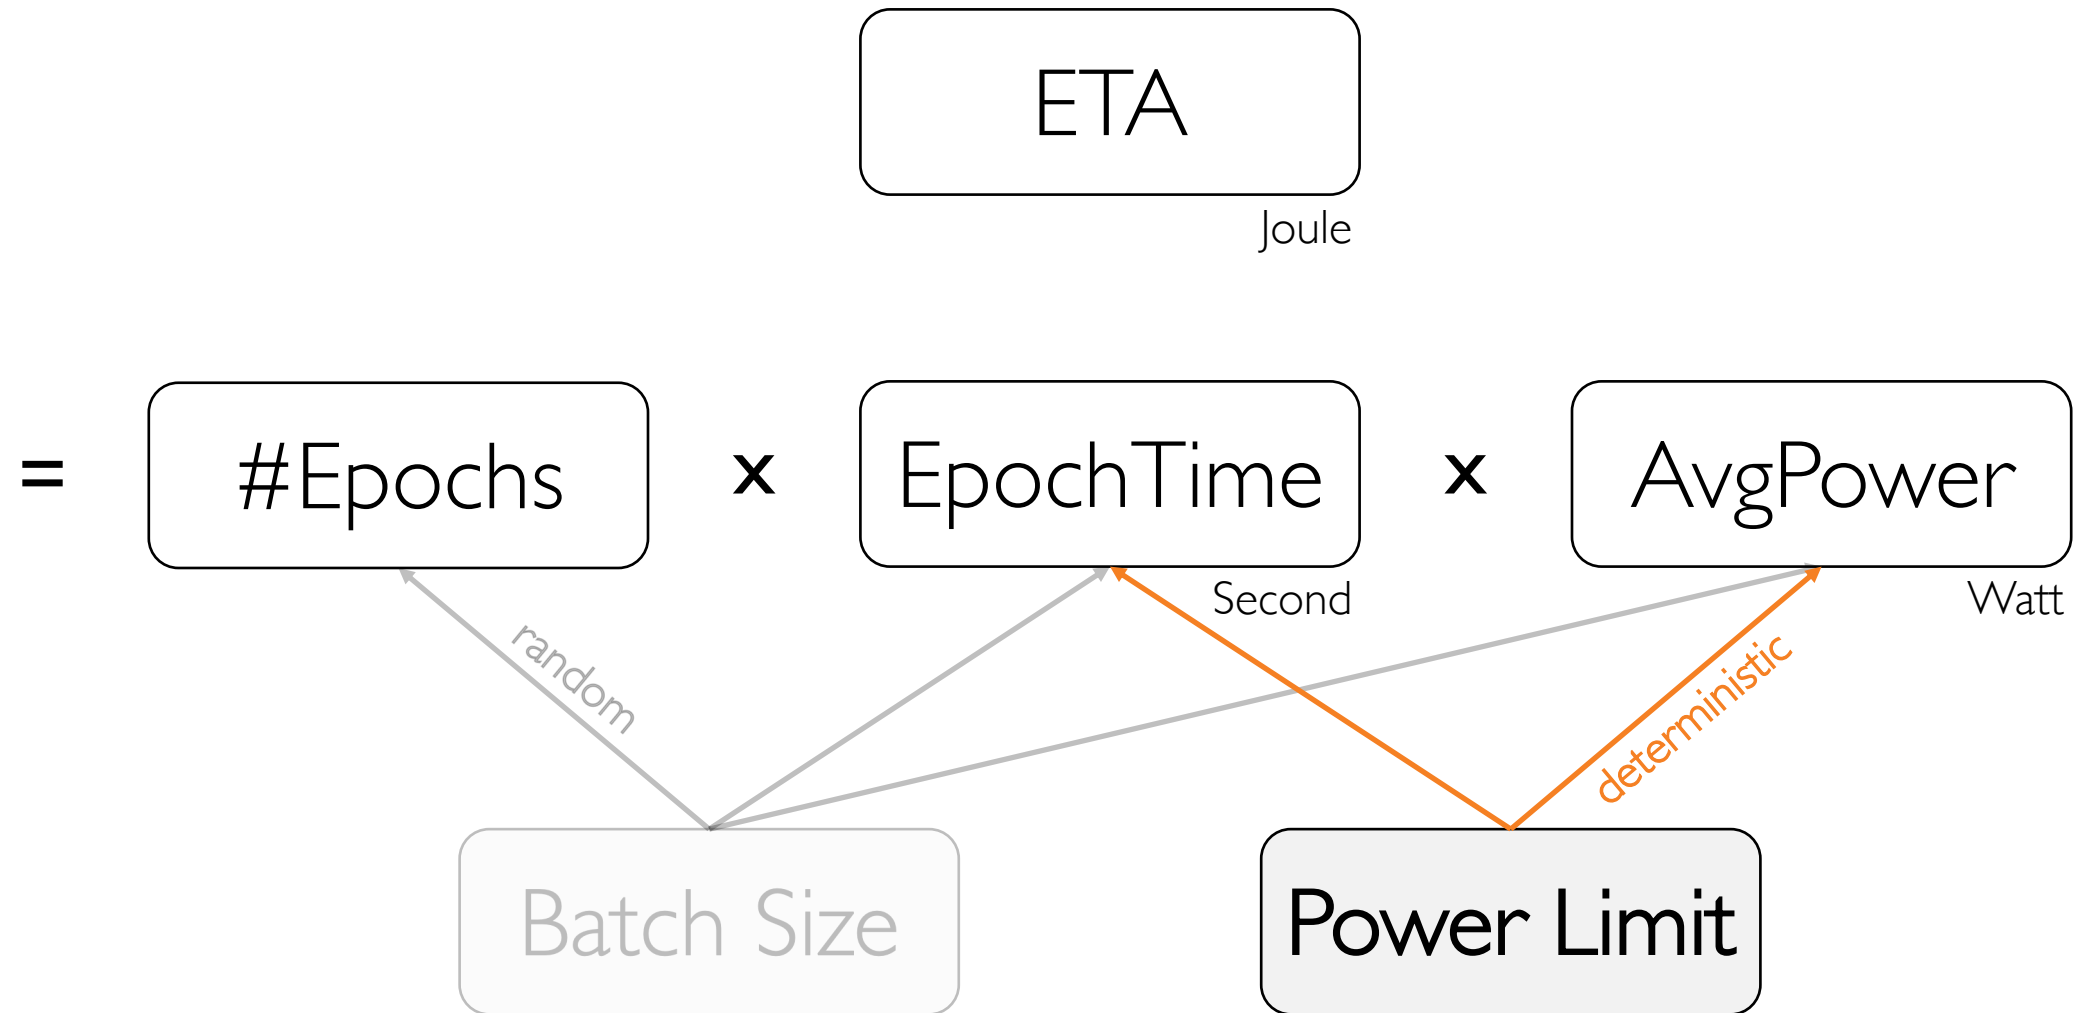 ETA
Joule
= #Epochs x EpochTime x AvgPower
Second
Watt
random
deterministic
Batch Size
Power Limit